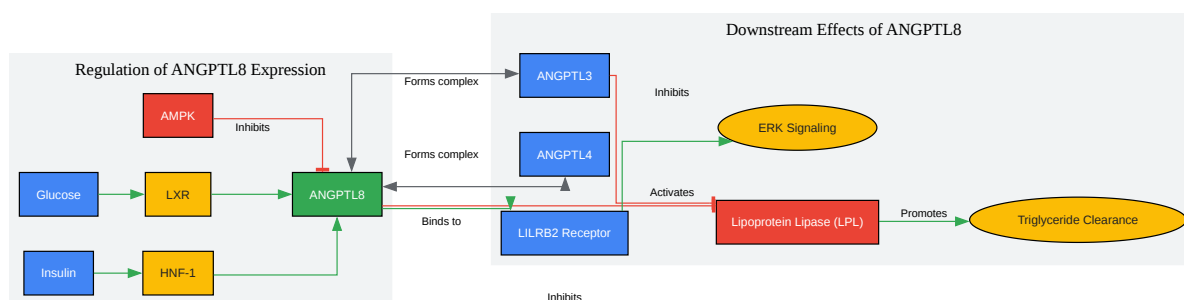 Downstream Effects of ANGPTL8
Regulation of ANGPTL8 Expression
ANGPTL3
Forms complex
Inhibits
AMPK
Inhibits
ERK Signaling
Forms complex
ANGPTL4
Glucose
LXR
ANGPTL8
Activates
Binds to
LILRB2 Receptor
Lipoprotein Lipase (LPL)
Promotes
Triglyceride Clearance
Insulin
HNF-1
Inhibits